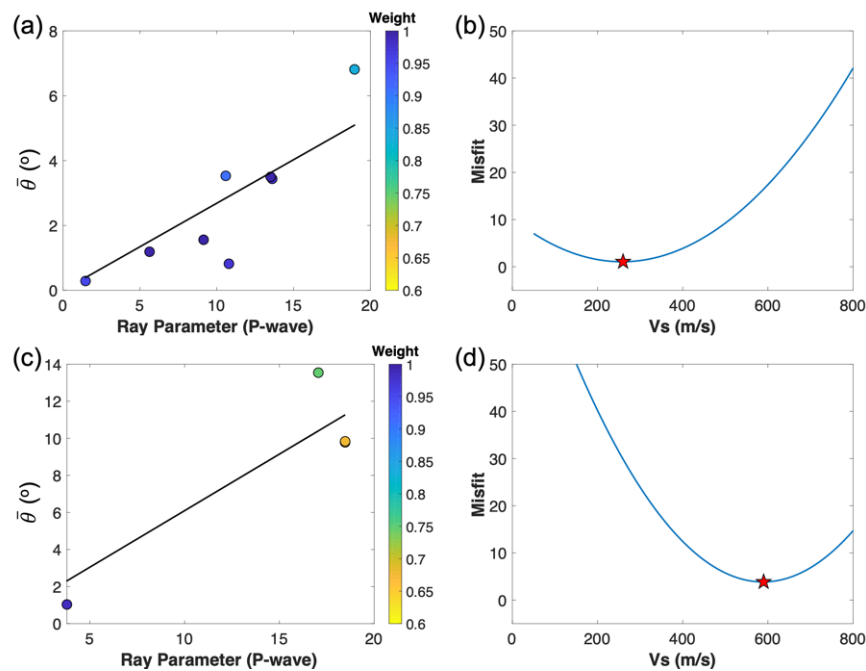 (a)
Weight
8
6
4
2
0
θ̄ (o)
0 5 10 15 20
Ray Parameter (P-wave)
1
0.95
0.9
0.85
0.8
0.75
0.7
0.65
0.6
(b)
50
40
30
20
10
0
Misfit
0 200 400 600 800
Vs (m/s)
(c)
Weight
14
12
10
8
6
4
2
0
θ̄ (o)
5 10 15 20
Ray Parameter (P-wave)
1
0.95
0.9
0.85
0.8
0.75
0.7
0.65
0.6
(d)
50
40
30
20
10
0
Misfit
0 200 400 600 800
Vs (m/s)